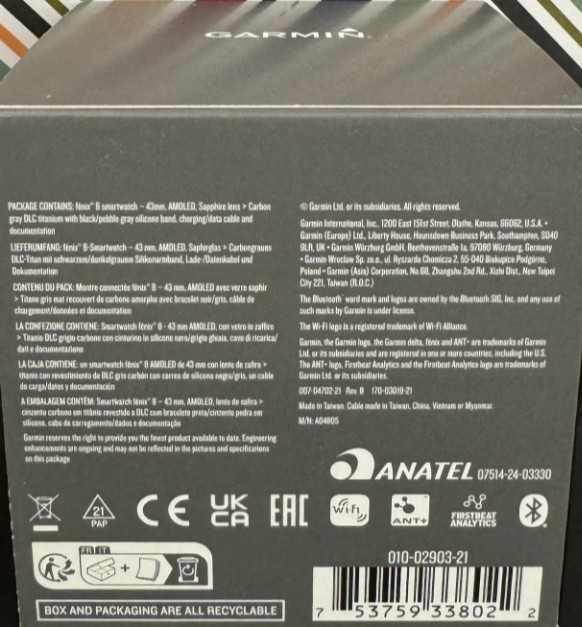 GARMIN.
PACKAGE CONTAINS: fēnix® 8 smartwatch – 43mm, AMOLED, Sapphire lens > Carbon
gray DLC titanium with black/pebble gray silicone band, charging/data cable and
documentation
LIEFERUMFANG: fēnix® 8-Smartwatch – 43 mm, AMOLED, Saphirglas > Carbongraues
DLC-Titan mit schwarzem/dunkelgrauem Silikonarmband, Lade-/Datenkabel und
Dokumentation
CONTENU DU PACK: Montre connectée fēnix® 8 – 43 mm, AMOLED avec verre saphir
> Titane gris mat recouvert de carbone amorphe avec bracelet noir/gris, câble de
chargement/données et documentation
LA CONFEZIONE CONTIENE: Smartwatch fēnix® 8 - 43 mm AMOLED, con vetro in zaffiro
> Titanio DLC grigio carbone con cinturino in silicone nero/grigio ghiaia, cavo di ricarica/
dati e documentazione
LA CAJA CONTIENE: un smartwatch fēnix® 8 AMOLED de 43 mm con lente de zafiro >
titanio con revestimiento de DLC gris carbón con correa de silicona negra/gris, un cable
de carga/datos y documentación
A EMBALAGEM CONTÉM: Smartwatch fēnix® 8 – 43 mm, AMOLED, lente de safira >
cinzento carbono em titânio revestido a DLC com bracelete preta/cinzento pedra em
silicone, cabo de carregamento/dados e documentação
Garmin reserves the right to provide you the finest product available to date. Engineering
enhancements are ongoing and may not be reflected in the pictures and specifications
on this package
© Garmin Ltd. or its subsidiaries. All rights reserved.
Garmin International, Inc., 1200 East 151st Street, Olathe, Kansas, 66062, U.S.A. •
Garmin (Europe) Ltd., Liberty House, Hounsdown Business Park, Southampton, SO40
9LR, UK • Garmin Würzburg GmbH, Beethovenstraße 1a, 97080 Würzburg, Germany
• Garmin Wroclaw Sp. zo.o., ul. Ryszarda Chomicza 2, 55-040 Biskupice Podgórne,
Poland • Garmin (Asia) Corporation, No.68, Zhangshu 2nd Rd., Xizhi Dist., New Taipei
City 221, Taiwan (R.O.C.)
The Bluetooth® word mark and logos are owned by the Bluetooth SIG, Inc. and any use of
such marks by Garmin is under license.
The Wi-Fi logo is a registered trademark of Wi-Fi Alliance.
Garmin, the Garmin logo, the Garmin delta, fēnix and ANT+ are trademarks of Garmin
Ltd. or its subsidiaries and are registered in one or more countries, including the U.S.
The ANT+ logo, Firstbeat Analytics and the Firstbeat Analytics logo are trademarks of
Garmin Ltd. or its subsidiaries.
007-04702-21 Rev. B 170-03019-21
Made in Taiwan. Cable made in Taiwan, China, Vietnam or Myanmar.
M/N: A04805
ANATEL 07514-24-03330
21
PAP
CE
UK
CA
EAC
Wi-Fi
ANT+
FIRSTBEAT
ANALYTICS
FR IT
BOX AND PACKAGING ARE ALL RECYCLABLE
010-02903-21
7 53759 33802 2